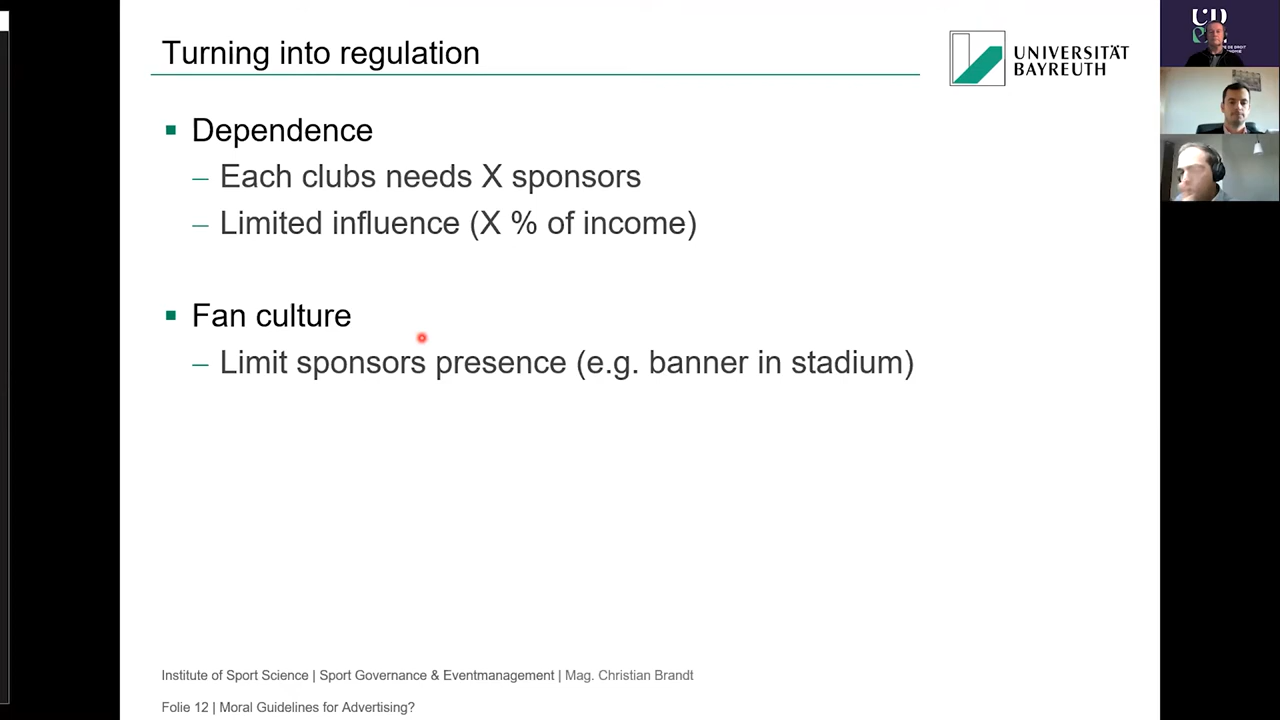 Turning into regulation
UNIVERSITÄT
BAYREUTH
Dependence
– Each clubs needs X sponsors
– Limited influence (X % of income)
Fan culture
– Limit sponsors presence (e.g. banner in stadium)
Institute of Sport Science | Sport Governance & Eventmanagement | Mag. Christian Brandt
Folie 12 | Moral Guidelines for Advertising?